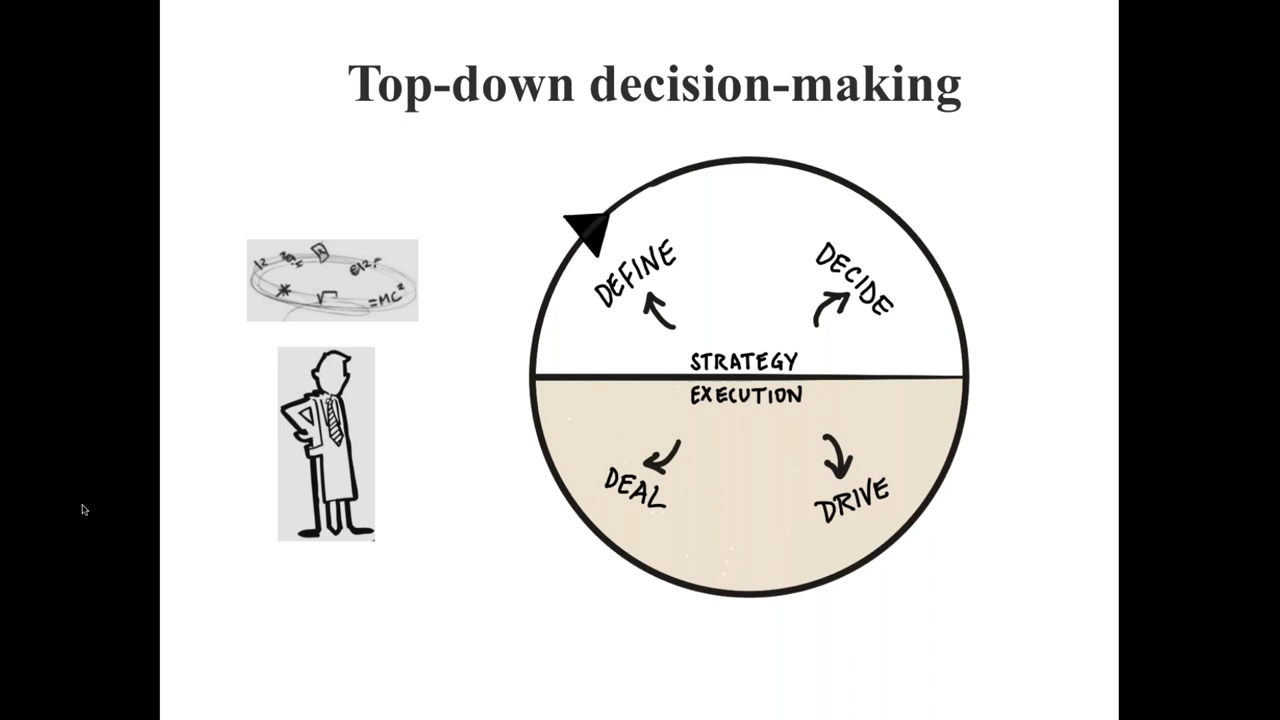 Top-down decision-making
DEFINE
DECIDE
STRATEGY
EXECUTION
DEAL
DRIVE
=MC²